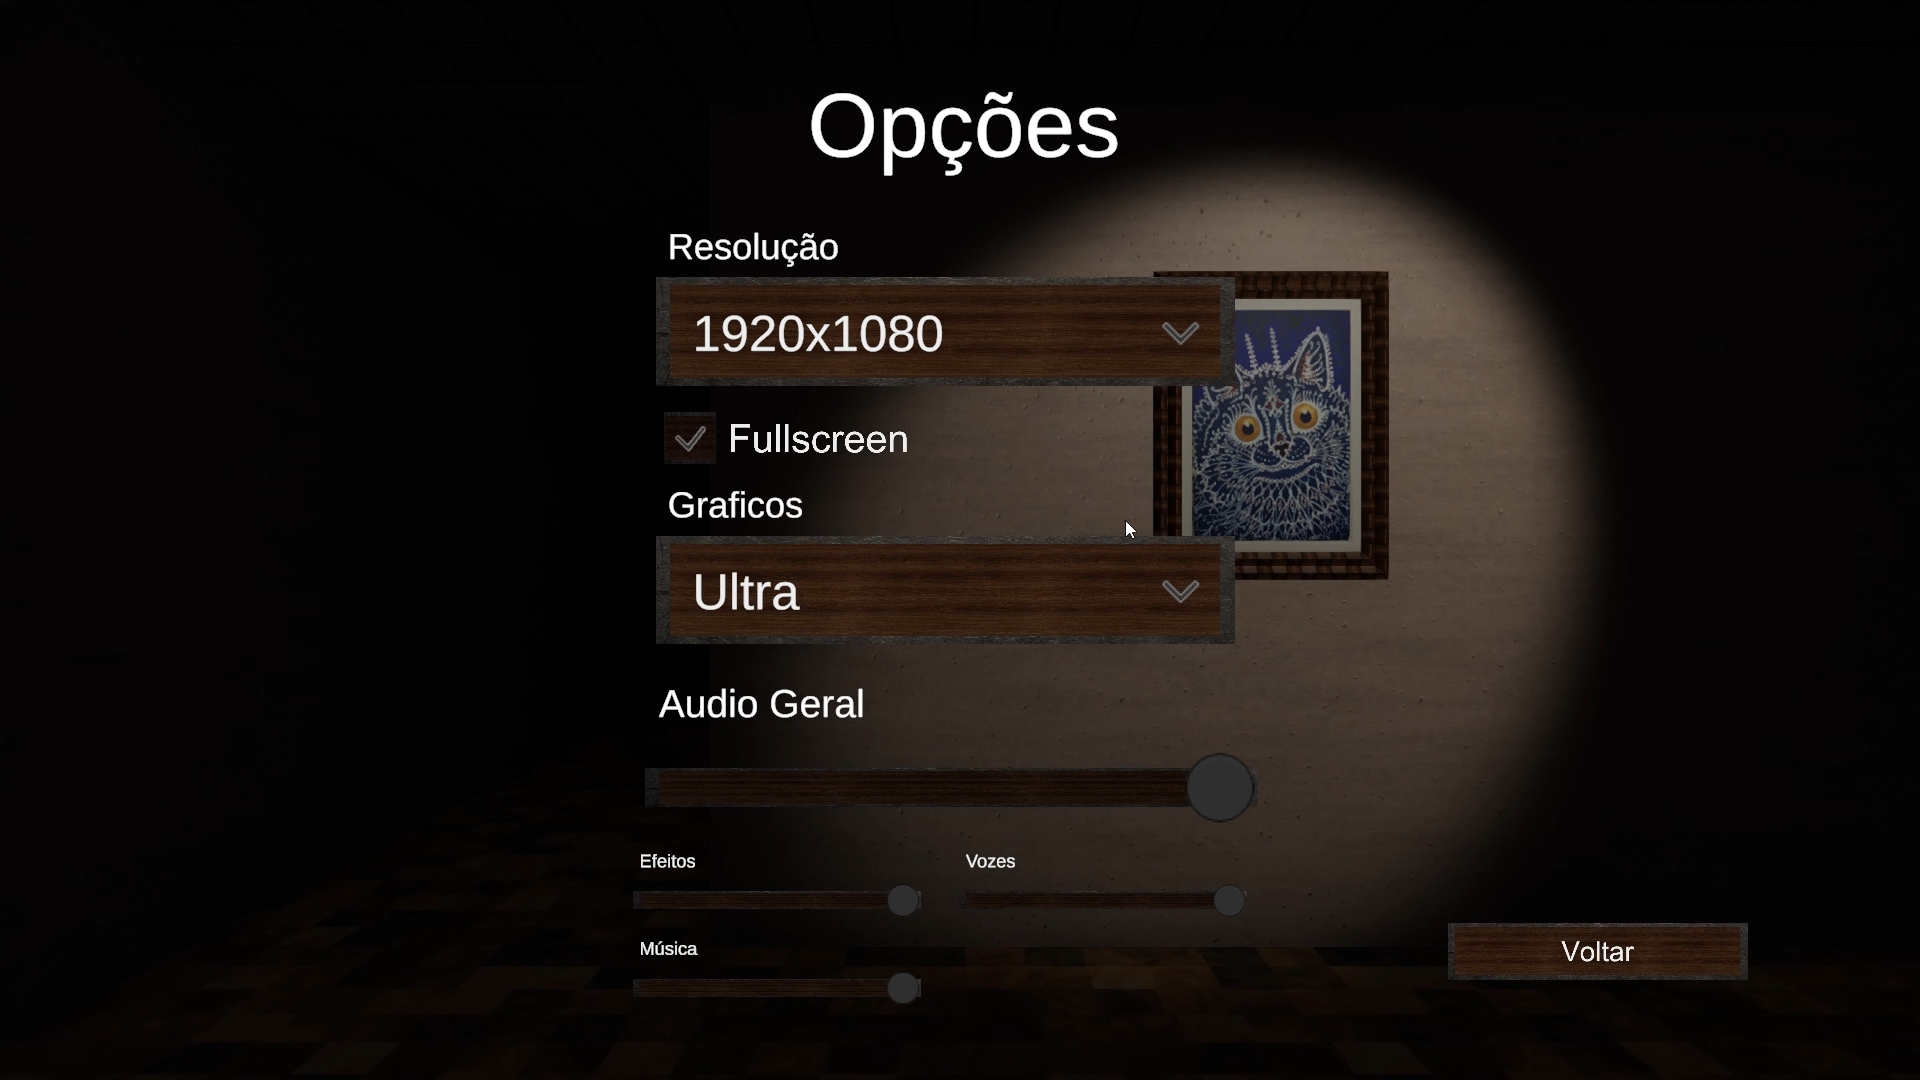 Opções
Resolução
1920x1080
Fullscreen
Graficos
Ultra
Audio Geral
Efeitos
Vozes
Música
Voltar